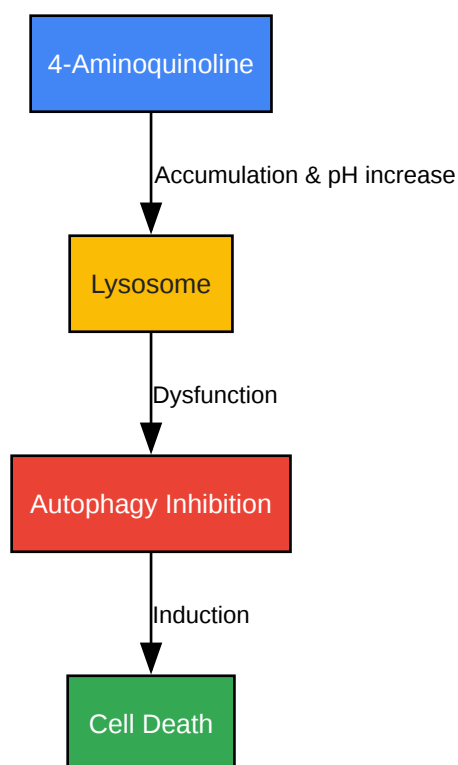 4-Aminoquinoline
Accumulation & pH increase
Lysosome
Dysfunction
Autophagy Inhibition
Induction
Cell Death